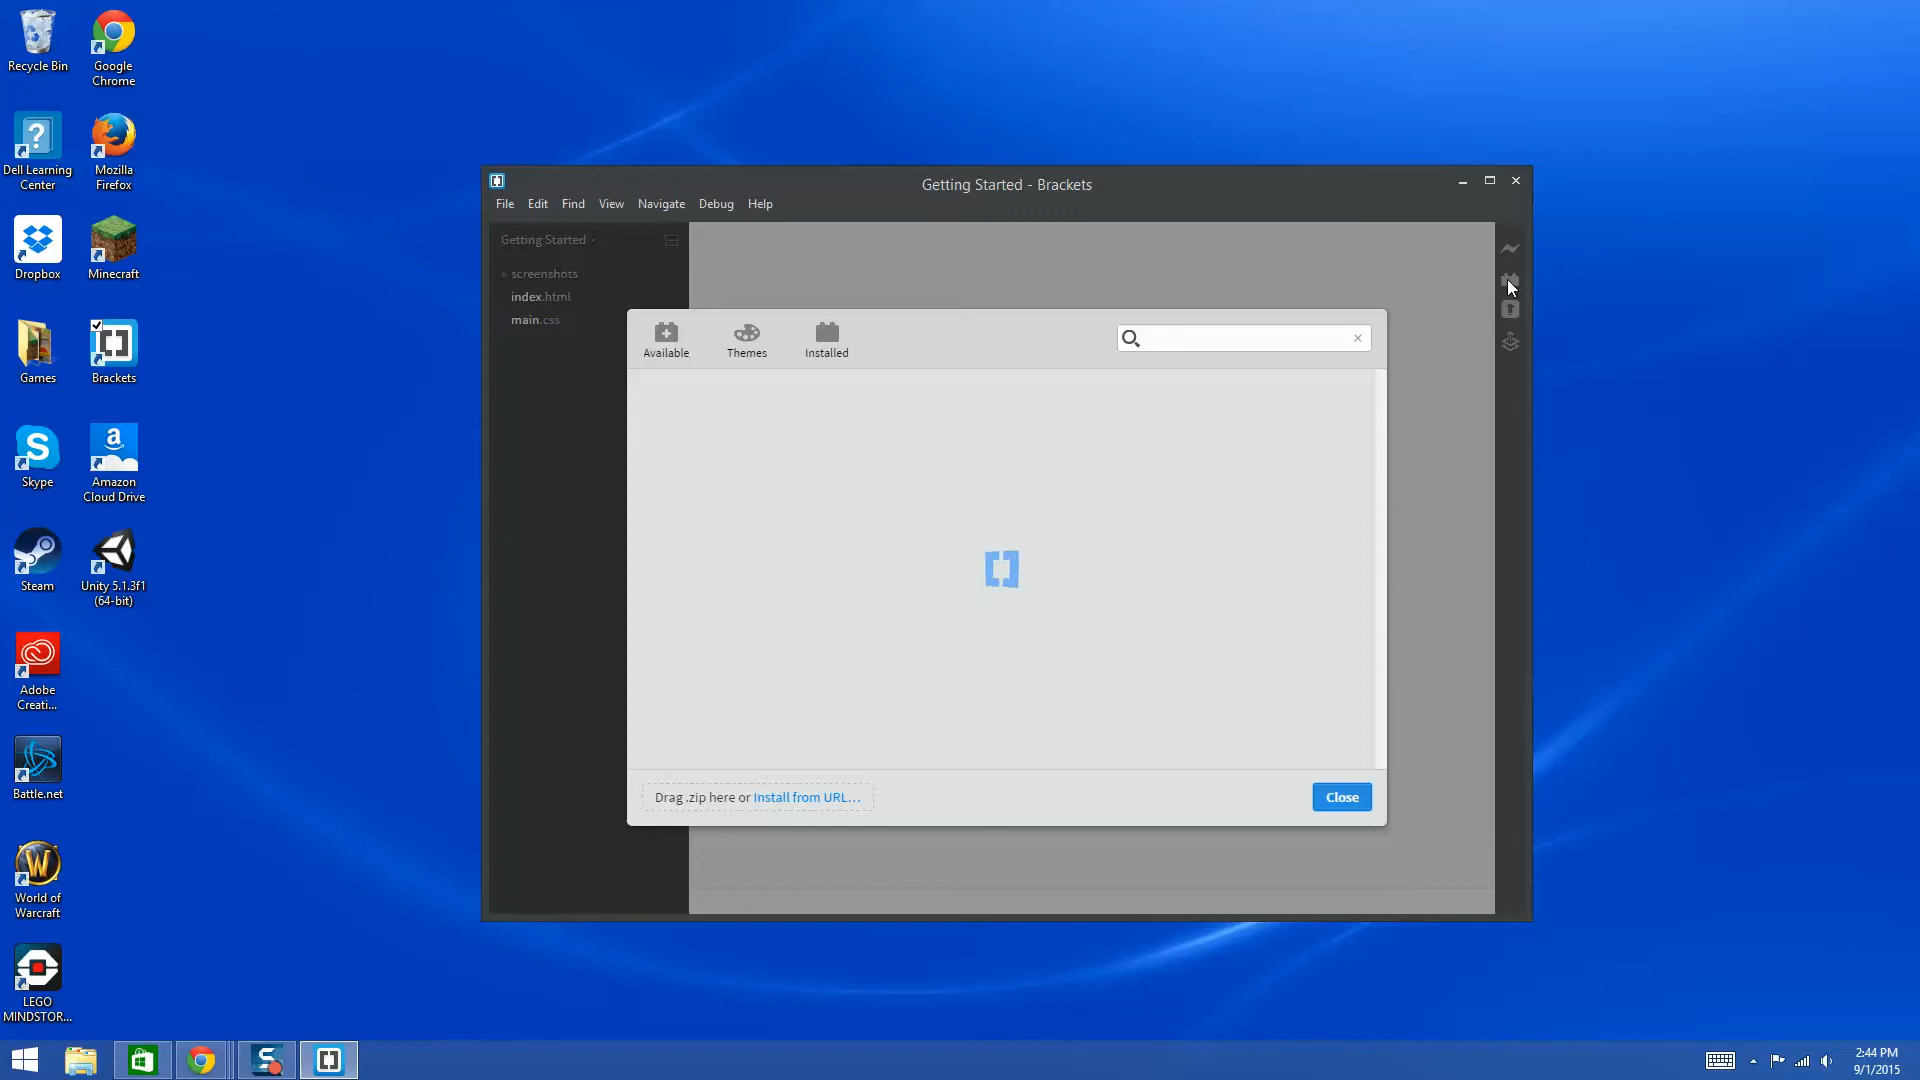 Recycle Bin
Google
Chrome
Dell Learning
Center
Mozilla
Firefox
Dropbox
Minecraft
Games
Brackets
Skype
Amazon
Cloud Drive
Steam
Unity 5.1.3f1
(64-bit)
Adobe
Creati...
Battle.net
World of
Warcraft
LEGO
MINDSTOR...
Getting Started - Brackets
File Edit Find View Navigate Debug Help
Getting Started
screenshots
index.html
main.css
Available Themes Installed
Drag .zip here or Install from URL...
Close
2:44 PM
9/1/2015